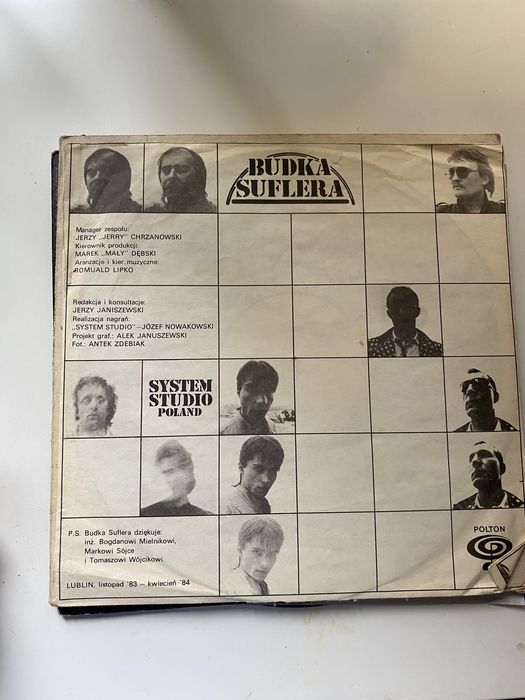 BUDKA
SUFLERA
Manager zespołu:
JERZY „JERRY" CHRZANOWSKI
Kierownik produkcji:
MAREK „MAŁY" DĘBSKI
Aranżacje i kier. muzyczne:
ROMUALD LIPKO
Redakcja i konsultacje:
JERZY JANISZEWSKI
Realizacja nagrań:
„SYSTEM STUDIO"—JÓZEF NOWAKOWSKI
Projekt graf.: ALEK JANUSZEWSKI
Fot.: ANTEK ZDEBIAK
SYSTEM
STUDIO
POLAND
P.S. Budka Suflera dziękuje:
inż. Bogdanowi Mielnikowi,
Markowi Sójce
i Tomaszowi Wójcikowi.
POLTON
LUBLIN, listopad '83 — kwiecień '84